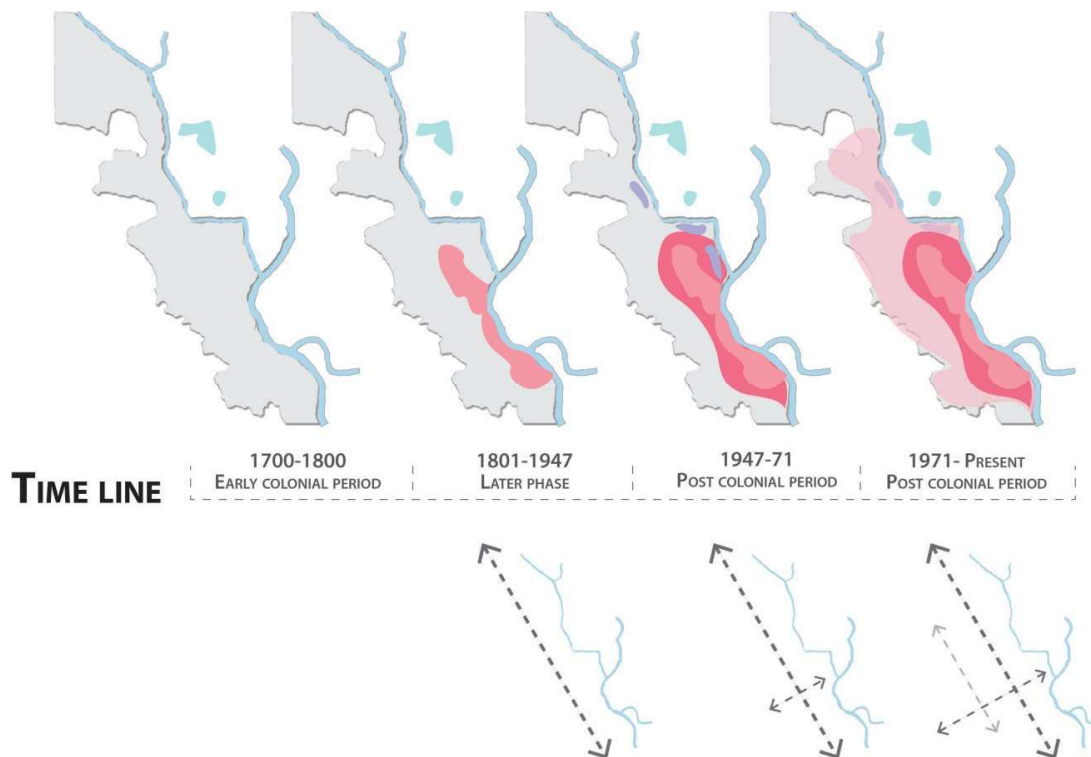 TIME LINE
1700-1800
EARLY COLONIAL PERIOD
1801-1947
LATER PHASE
1947-71
POST COLONIAL PERIOD
1971- PRESENT
POST COLONIAL PERIOD